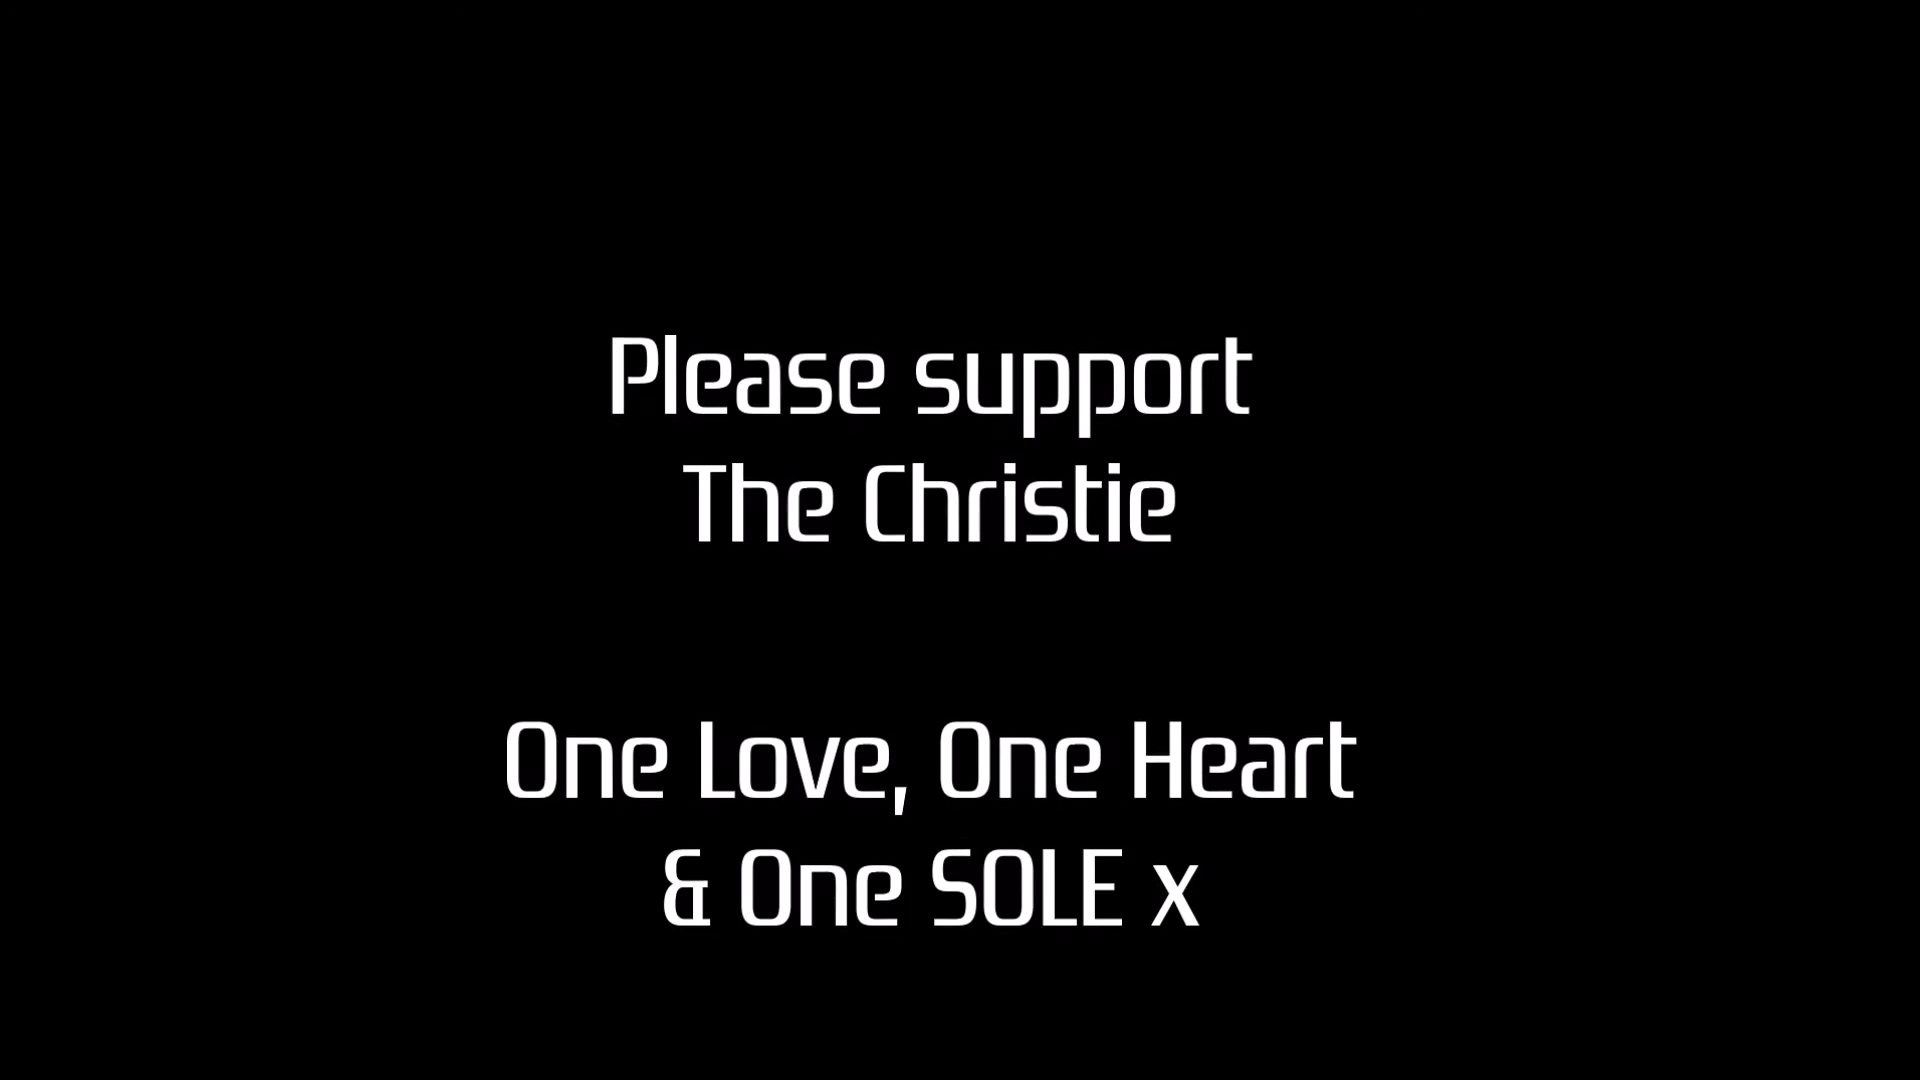 Please support
The Christie
One Love, One Heart
& One SOLE x